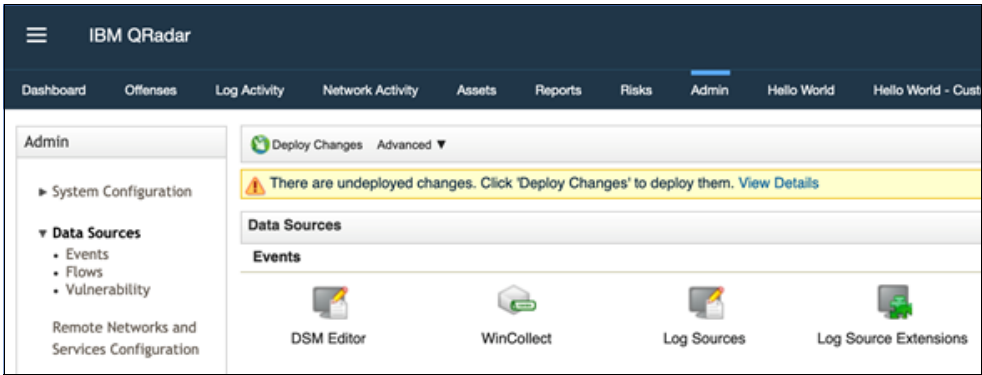 IBM QRadar
Dashboard Offenses Log Activity Network Activity Assets Reports Risks Admin Hello World Hello World - Cust
Admin
System Configuration
Data Sources
Events
Flows
Vulnerability
Remote Networks and
Services Configuration
Deploy Changes Advanced ▼
There are undeployed changes. Click 'Deploy Changes' to deploy them. View Details
Data Sources
Events
DSM Editor WinCollect Log Sources Log Source Extensions